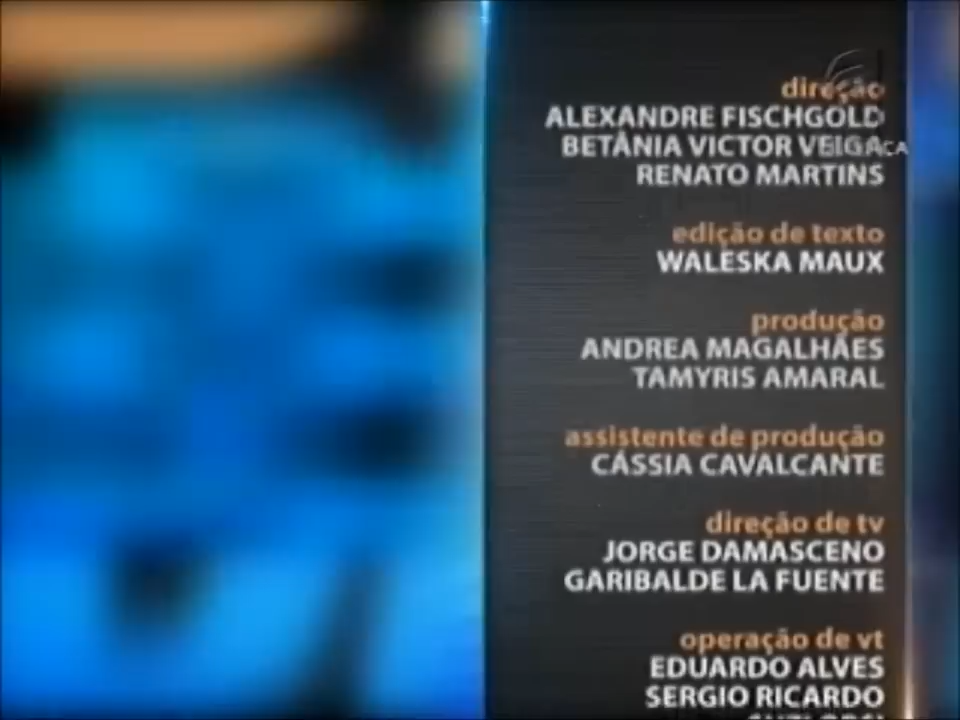 direção
ALEXANDRE FISCHGOLD
BETÂNIA VICTOR VEIGA
RENATO MARTINS
edição de texto
WALESKA MAUX
produção
ANDREA MAGALHÃES
TAMYRIS AMARAL
assistente de produção
CÁSSIA CAVALCANTE
direção de tv
JORGE DAMASCENO
GARIBALDE LA FUENTE
operação de vt
EDUARDO ALVES
SERGIO RICARDO